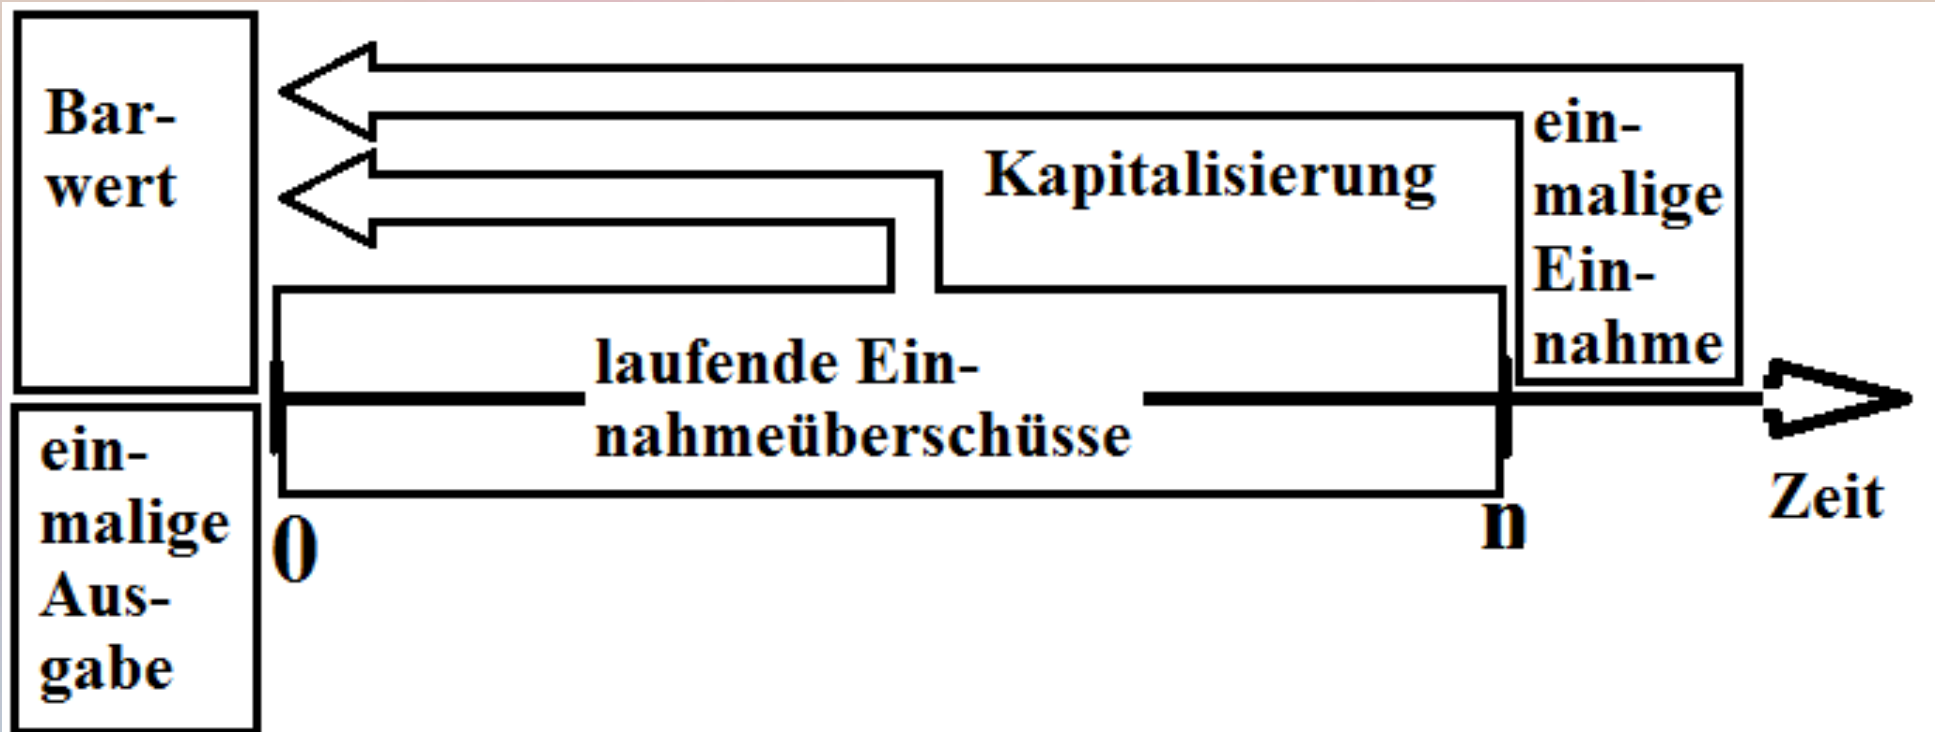 Bar-
wert
Kapitalisierung
ein-
malige
Ein-
nahme
laufende Ein-
nahmeüberschüsse
ein-
malige
Aus-
gabe
0
n
Zeit